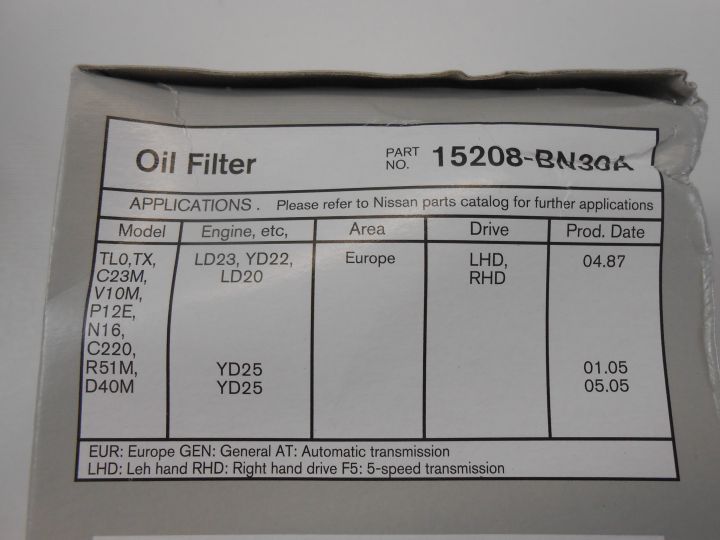 Oil Filter PART NO. 15208-BN30A
APPLICATIONS . Please refer to Nissan parts catalog for further applications
Model Engine, etc, Area Drive Prod. Date
TL0,TX, LD23, YD22, Europe LHD, 04.87
C23M, LD20 RHD
V10M,
P12E,
N16,
C220,
R51M, YD25 01.05
D40M YD25 05.05
EUR: Europe GEN: General AT: Automatic transmission
LHD: Leh hand RHD: Right hand drive F5: 5-speed transmission